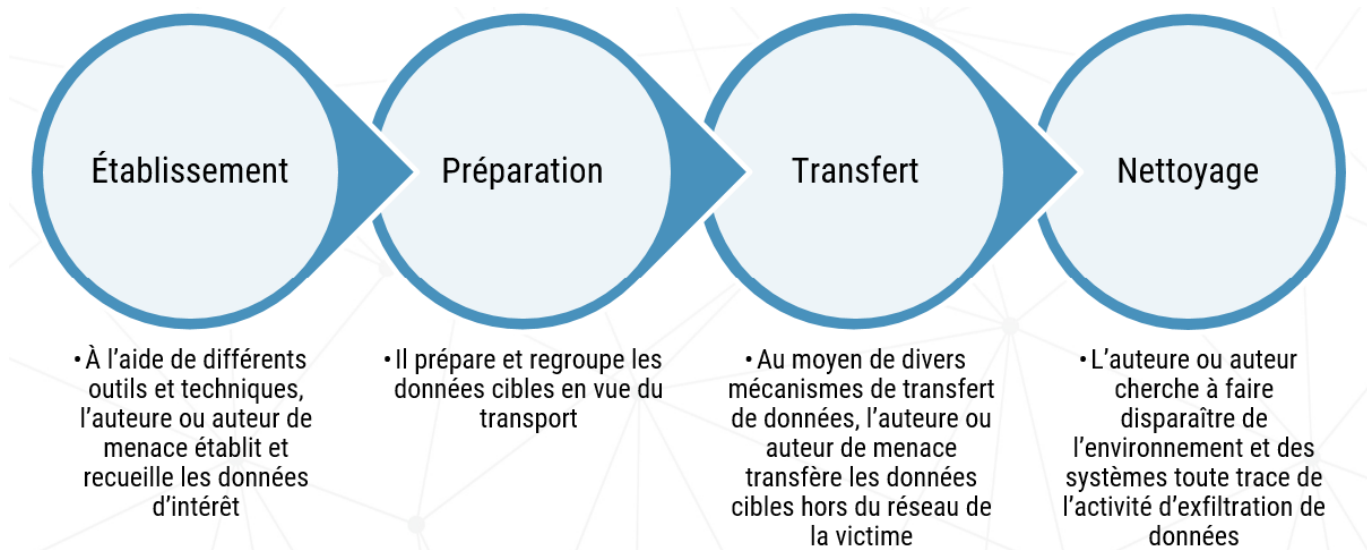 Établissement
Préparation
Transfert
Nettoyage
• À l’aide de différents
outils et techniques,
l’auteure ou auteur de
menace établit et
recueille les données
d’intérêt
• Il prépare et regroupe les
données cibles en vue du
transport
• Au moyen de divers
mécanismes de transfert
de données, l’auteure ou
auteur de menace
transfère les données
cibles hors du réseau de
la victime
• L’auteure ou auteur
cherche à faire
disparaître de
l’environnement et des
systèmes toute trace de
l’activité d’exfiltration de
données